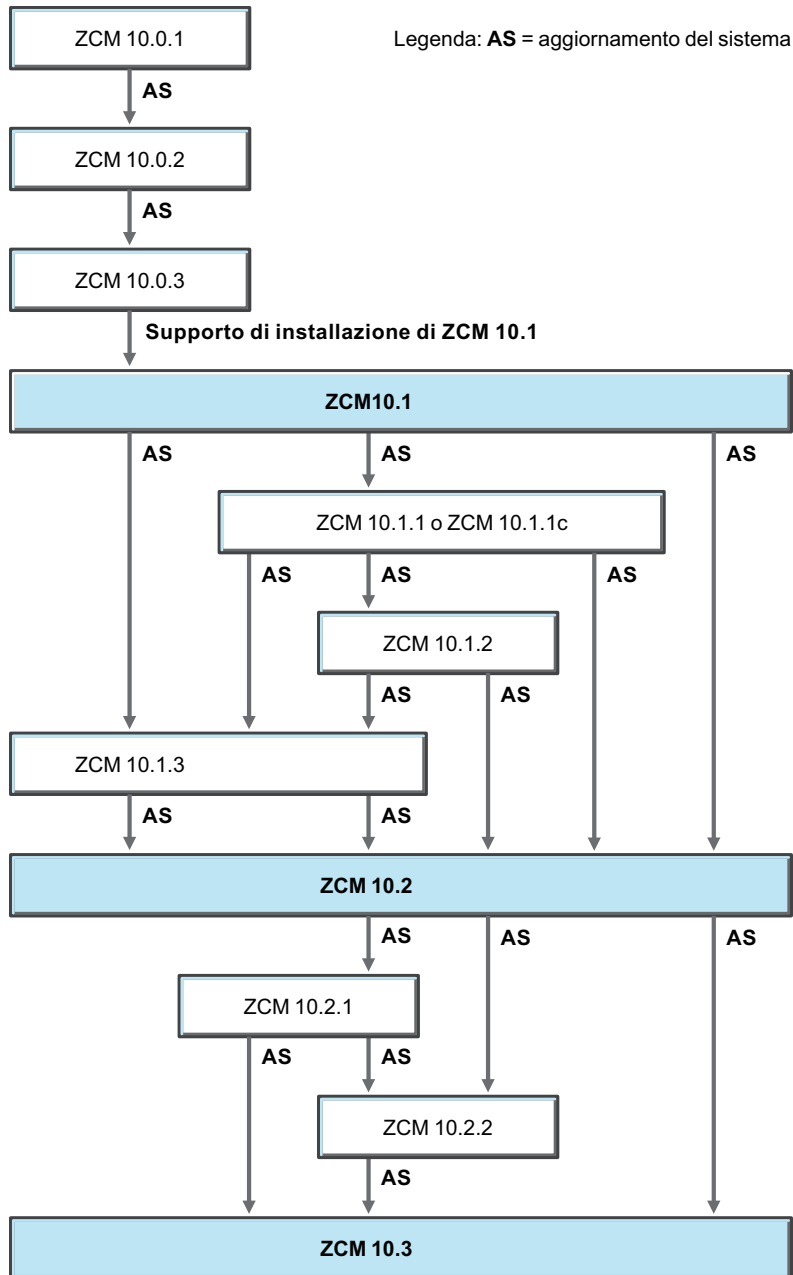 ZCM 10.0.1
Legenda: AS = aggiornamento del sistema
AS
ZCM 10.0.2
AS
ZCM 10.0.3
Supporto di installazione di ZCM 10.1
ZCM10.1
AS AS AS
ZCM 10.1.1 o ZCM 10.1.1c
AS AS AS
ZCM 10.1.2
AS AS
ZCM 10.1.3
AS AS
ZCM 10.2
AS AS AS
ZCM 10.2.1
AS AS
ZCM 10.2.2
AS
ZCM 10.3